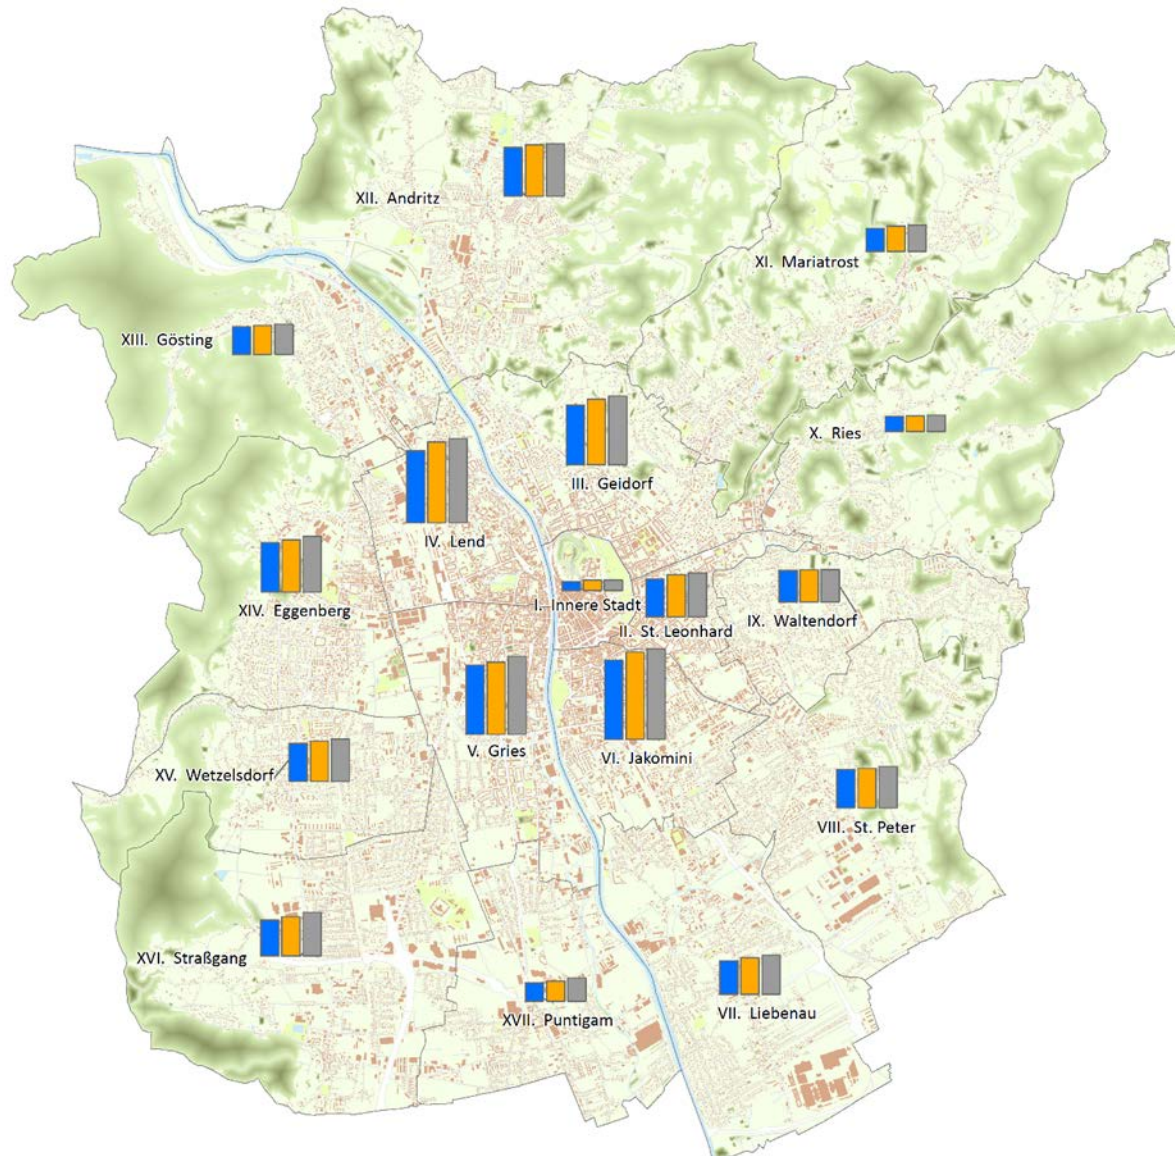 XII. Andritz
XI. Mariatrost
XIII. Gösting
X. Ries
III. Geidorf
IV. Lend
XIV. Eggenberg
I. Innere Stadt
II. St. Leonhard
IX. Waltendorf
V. Gries
VI. Jakomini
XV. Wetzelsdorf
VIII. St. Peter
XVI. Straßgang
VII. Liebenau
XVII. Puntigam